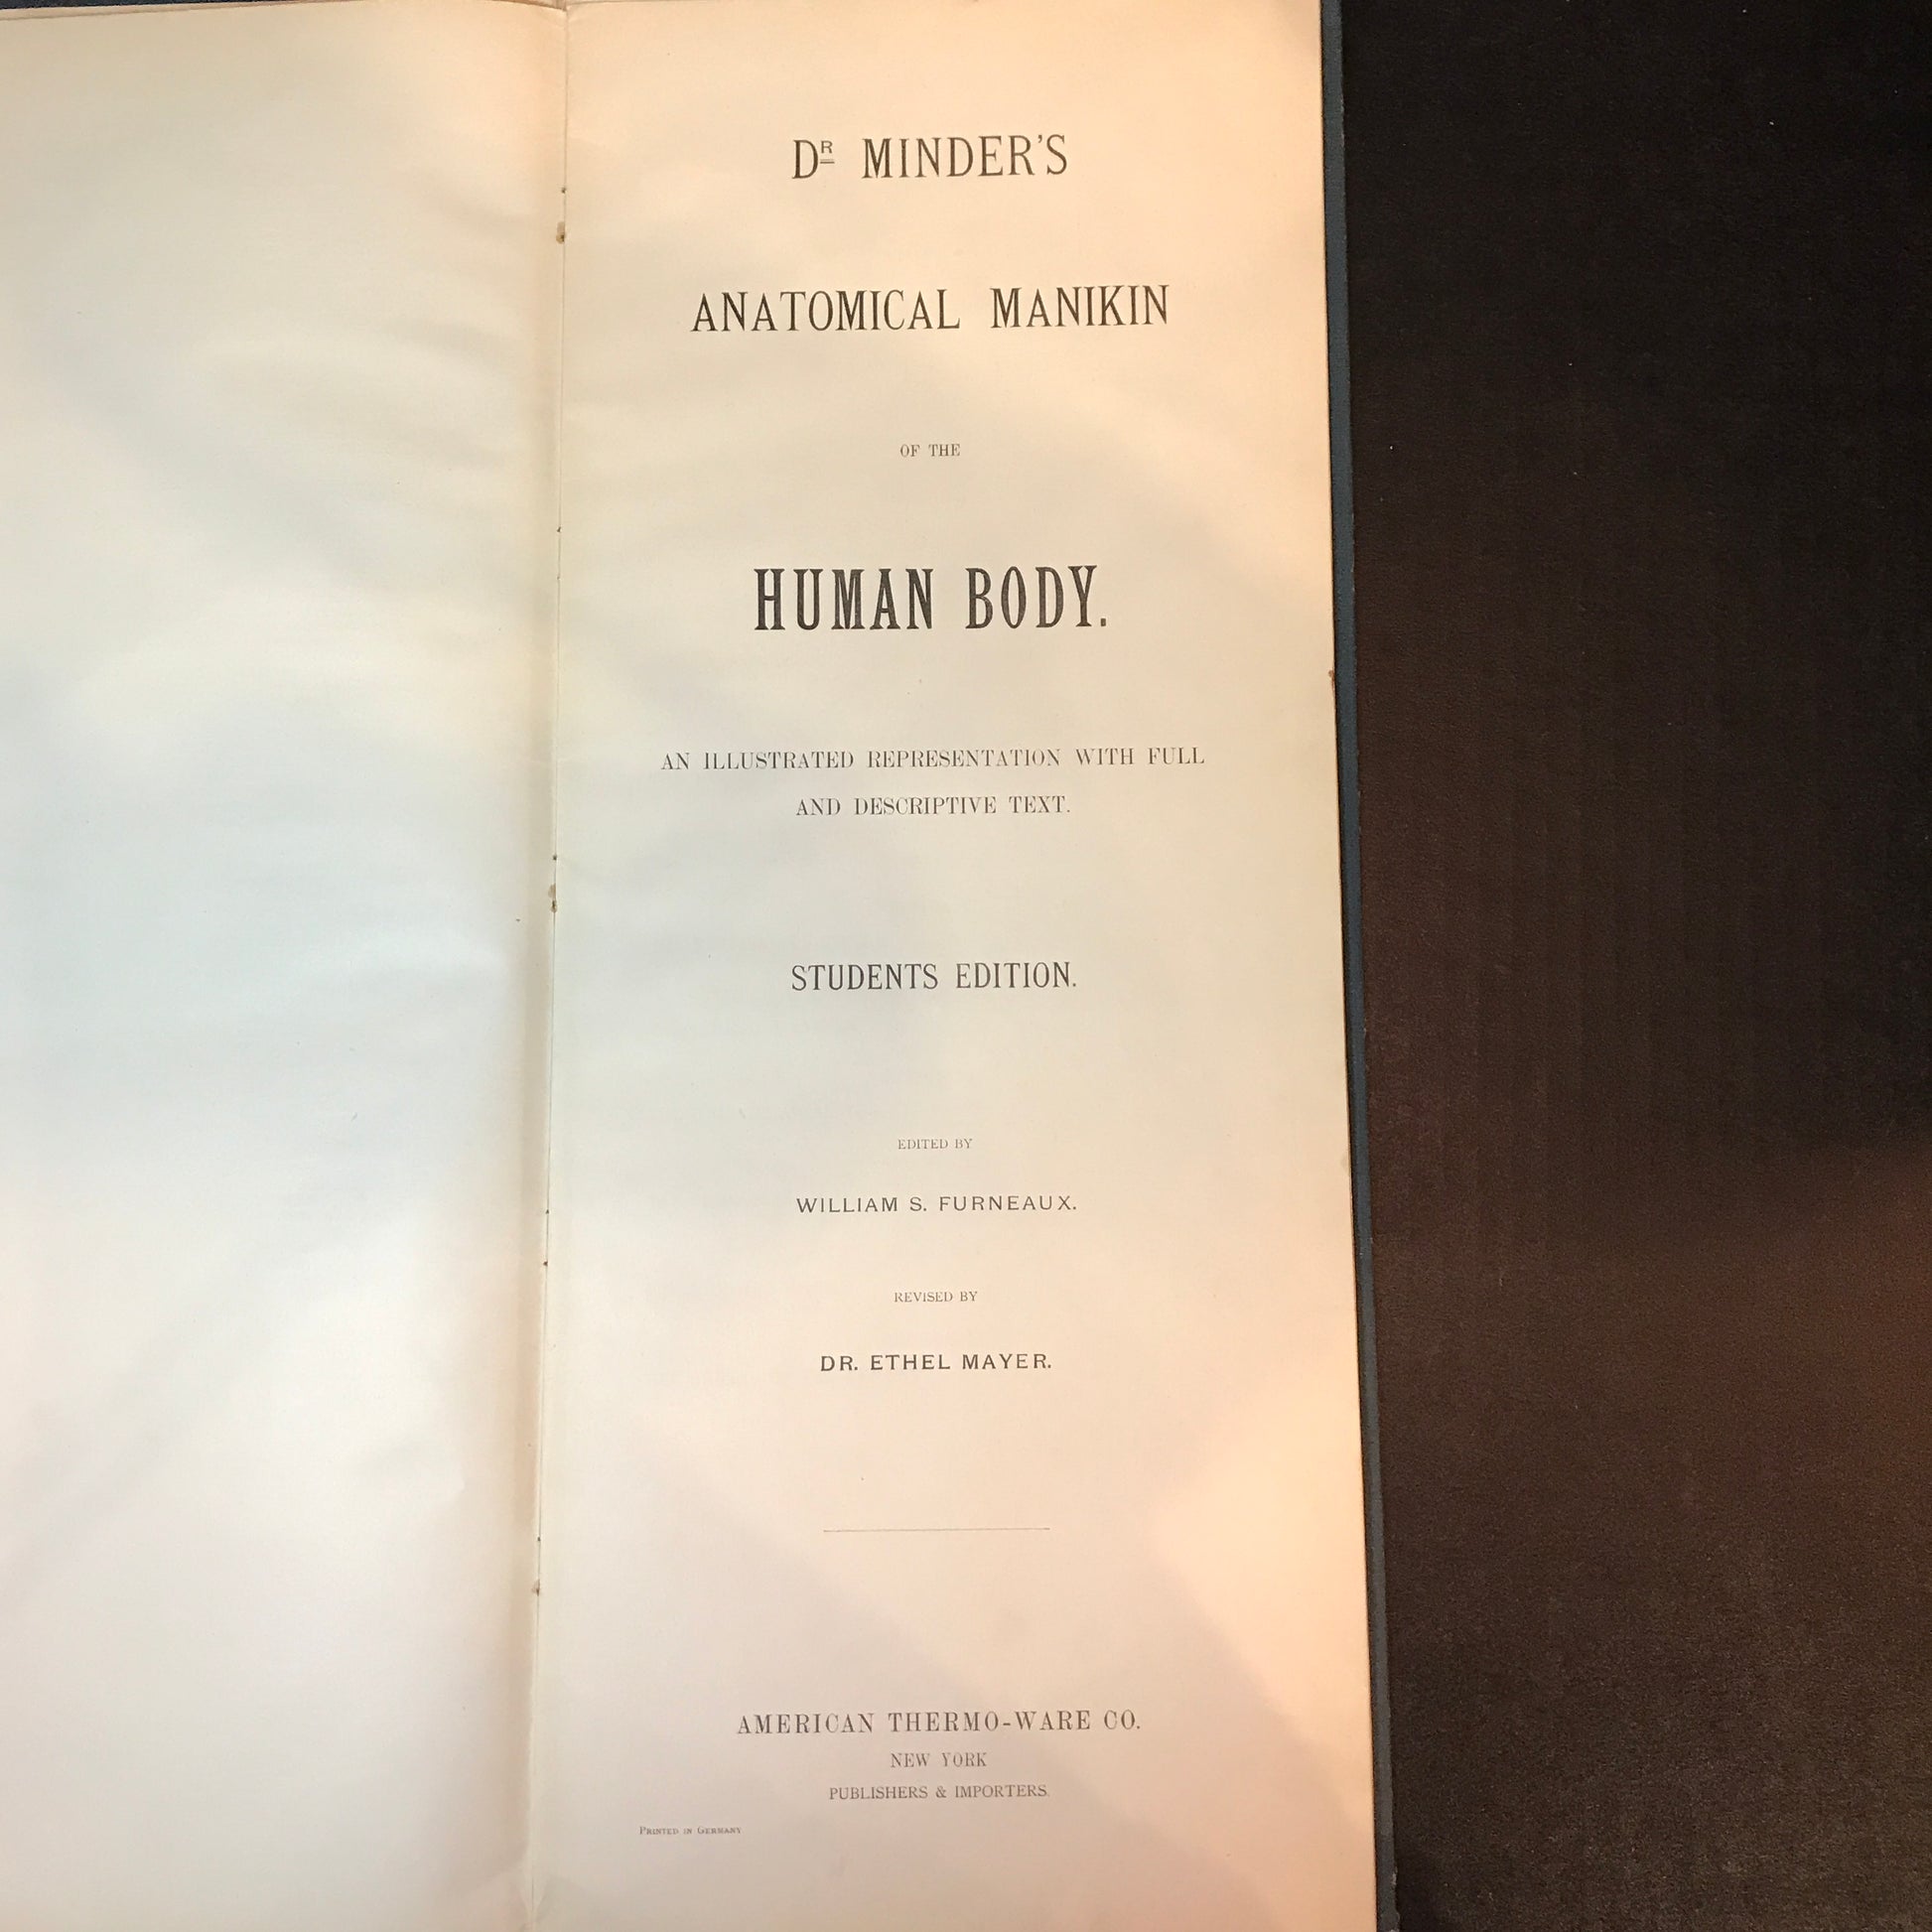 DR MINDER'S
ANATOMICAL MANIKIN
OF THE
HUMAN BODY.
AN ILLUSTRATED REPRESENTATION WITH FULL
AND DESCRIPTIVE TEXT.
STUDENTS EDITION.
EDITED BY
WILLIAM S. FURNEAUX.
REVISED BY
DR. ETHEL MAYER.
AMERICAN THERMO-WARE CO.
NEW YORK
PUBLISHERS & IMPORTERS.
PRINTED IN GERMANY